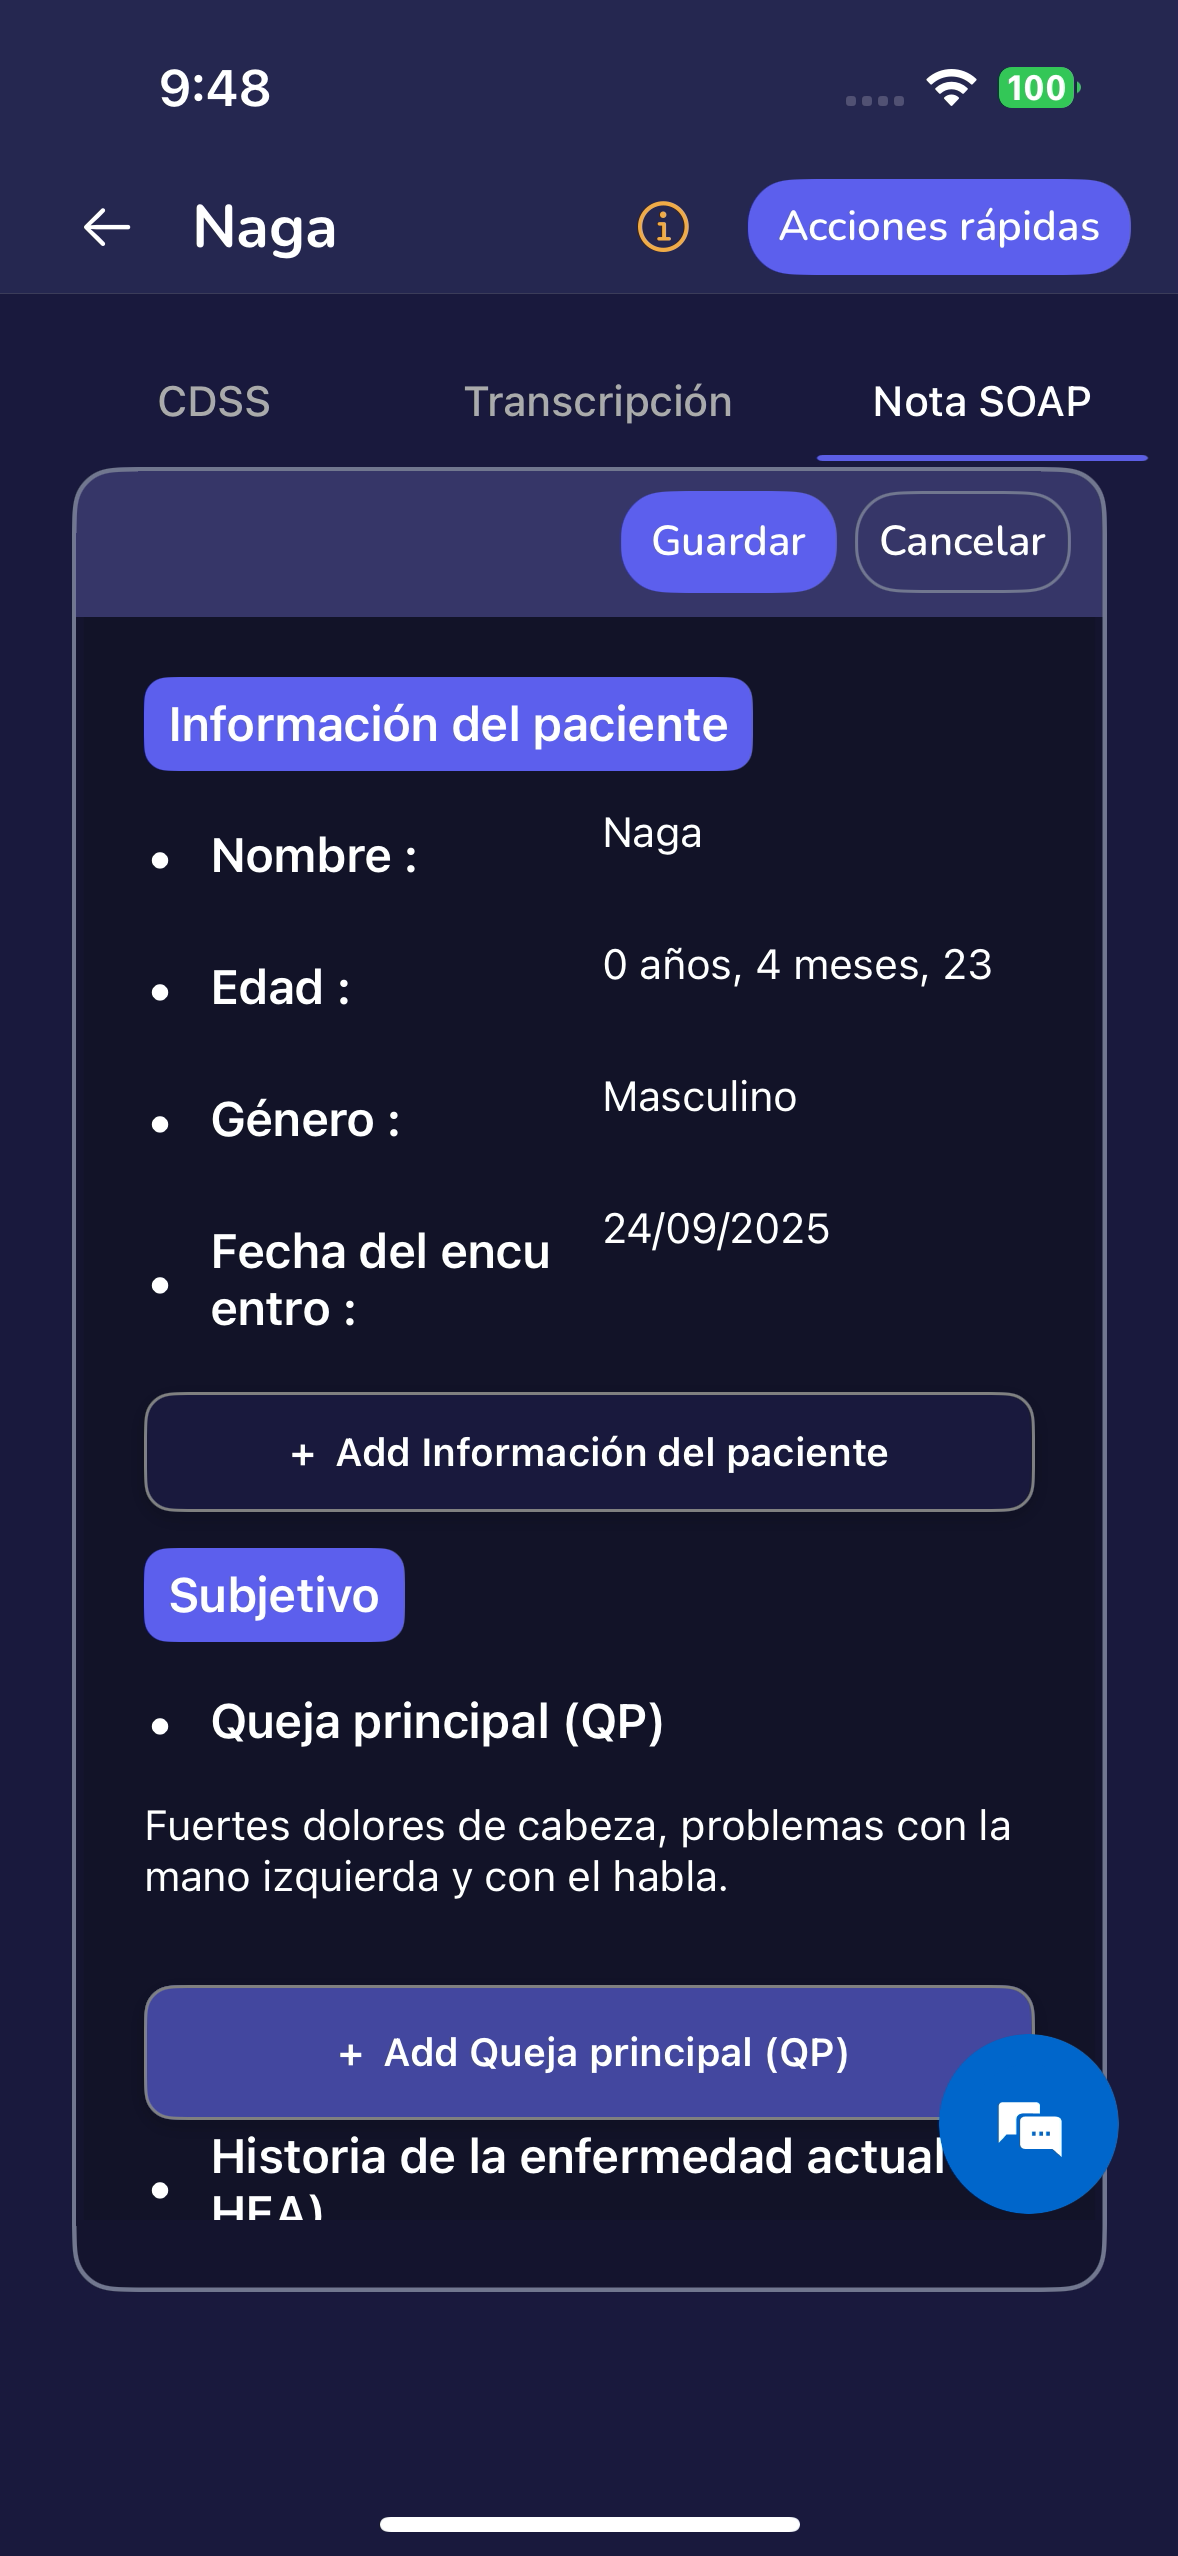 9:48
100
Naga
Acciones rápidas
CDSS
Transcripción
Nota SOAP
Guardar
Cancelar
Información del paciente
• Nombre :
Naga
• Edad :
0 años, 4 meses, 23
• Género :
Masculino
• Fecha del encu
entro :
24/09/2025
+ Add Información del paciente
Subjetivo
• Queja principal (QP)
Fuertes dolores de cabeza, problemas con la
mano izquierda y con el habla.
+ Add Queja principal (QP)
• Historia de la enfermedad actual
HEA)